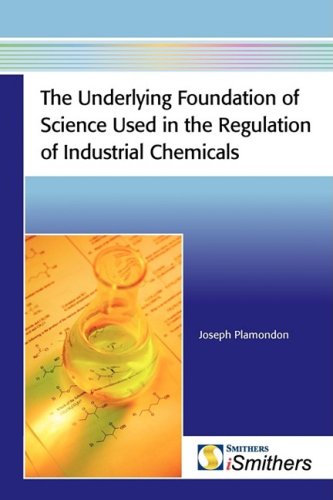 The Underlying Foundation of
Science Used in the Regulation
of Industrial Chemicals
Joseph Plamondon
SMITHERS
iSmithers